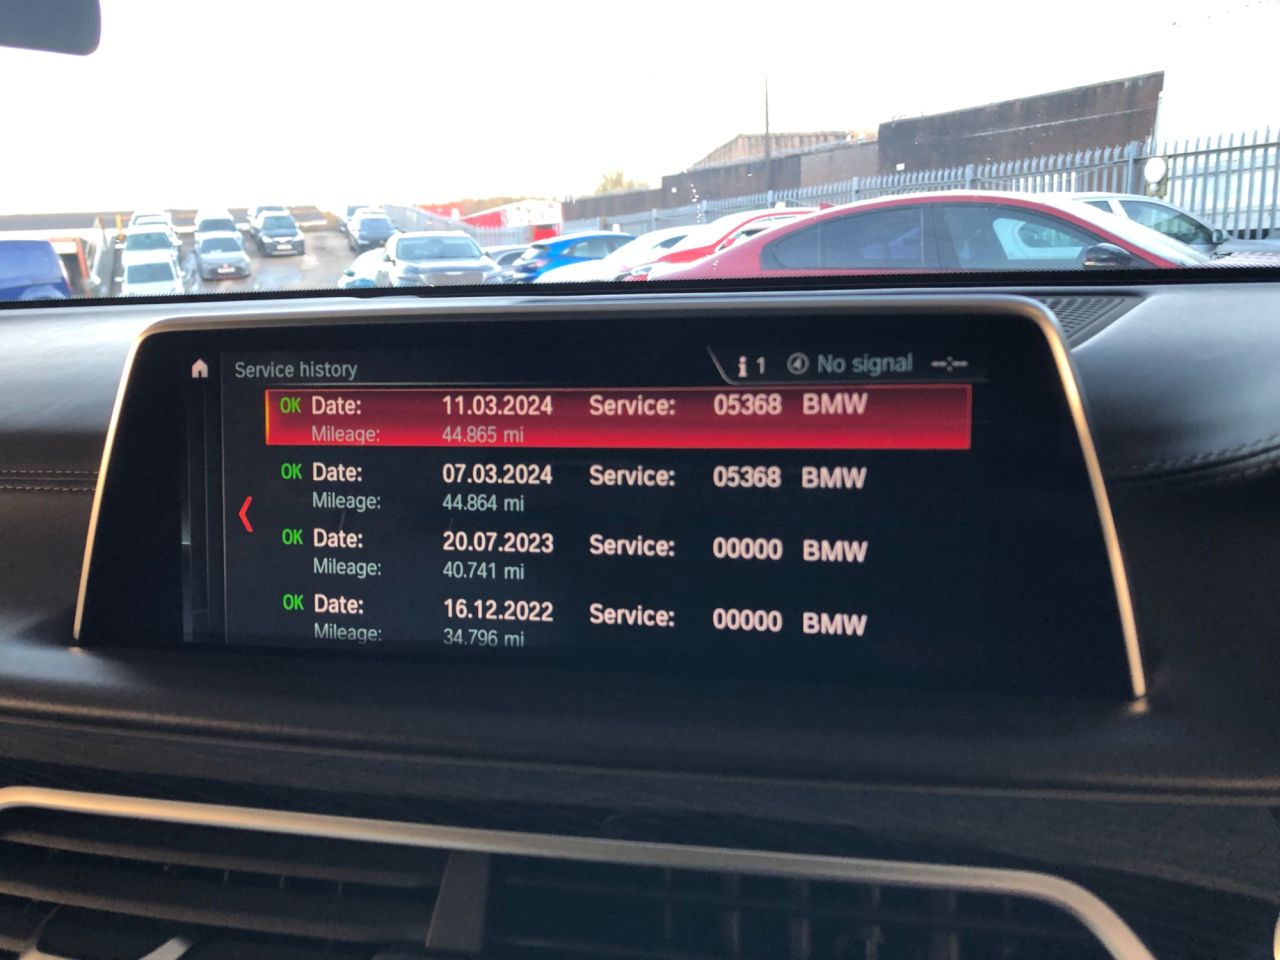 Service history
i 1 No signal
OK Date: 11.03.2024 Service: 05368 BMW
Mileage: 44.865 mi
OK Date: 07.03.2024 Service: 05368 BMW
Mileage: 44.864 mi
OK Date: 20.07.2023 Service: 00000 BMW
Mileage: 40.741 mi
OK Date: 16.12.2022 Service: 00000 BMW
Mileage: 34.796 mi